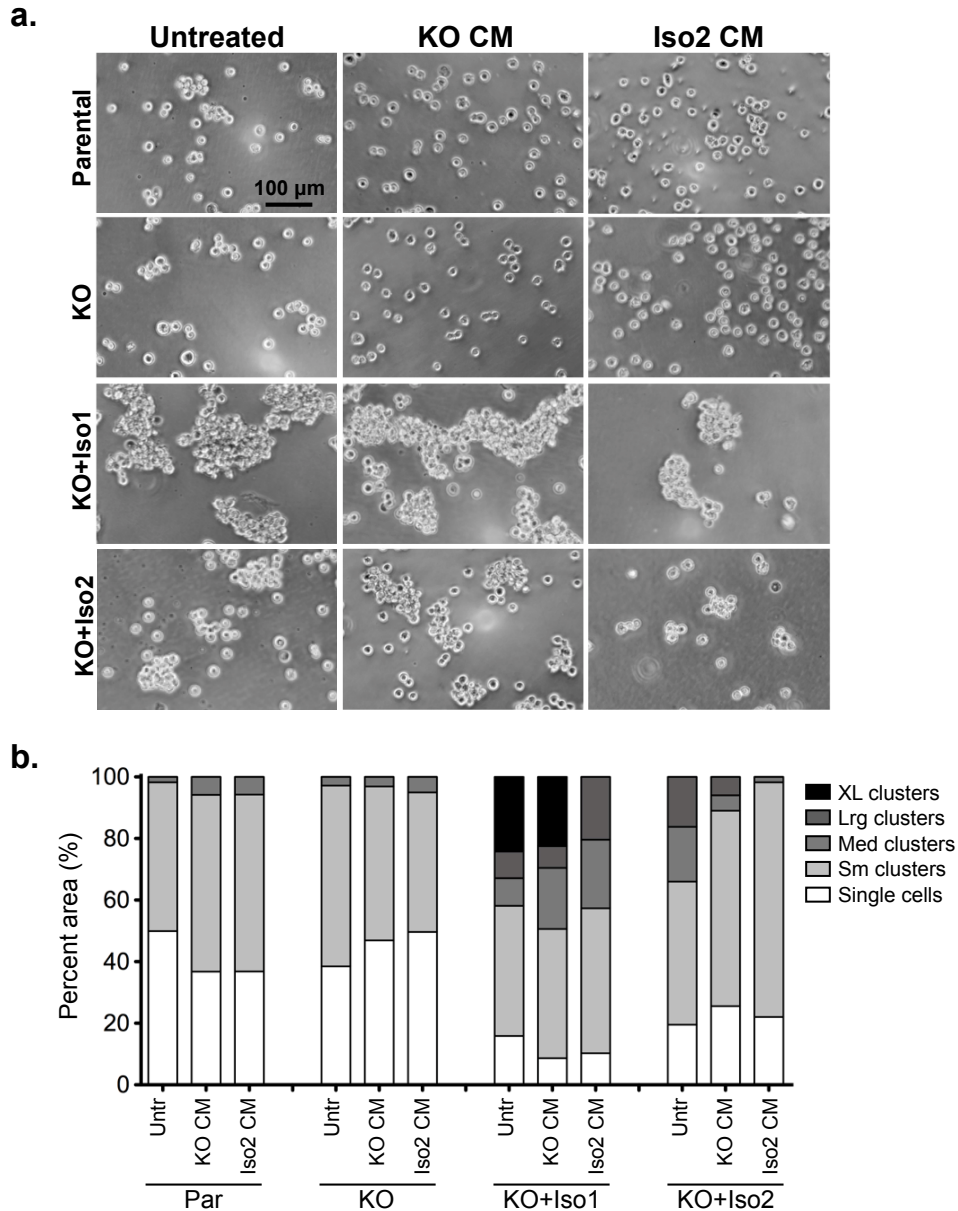 a.
Untreated KO CM Iso2 CM
Parental
100 µm
KO
KO+Iso1
KO+Iso2
b.
Percent area (%)
100
80
60
40
20
0
XL clusters
Lrg clusters
Med clusters
Sm clusters
Single cells
Untr KO CM Iso2 CM Untr KO CM Iso2 CM Untr KO CM Iso2 CM Untr KO CM Iso2 CM
Par KO KO+Iso1 KO+Iso2